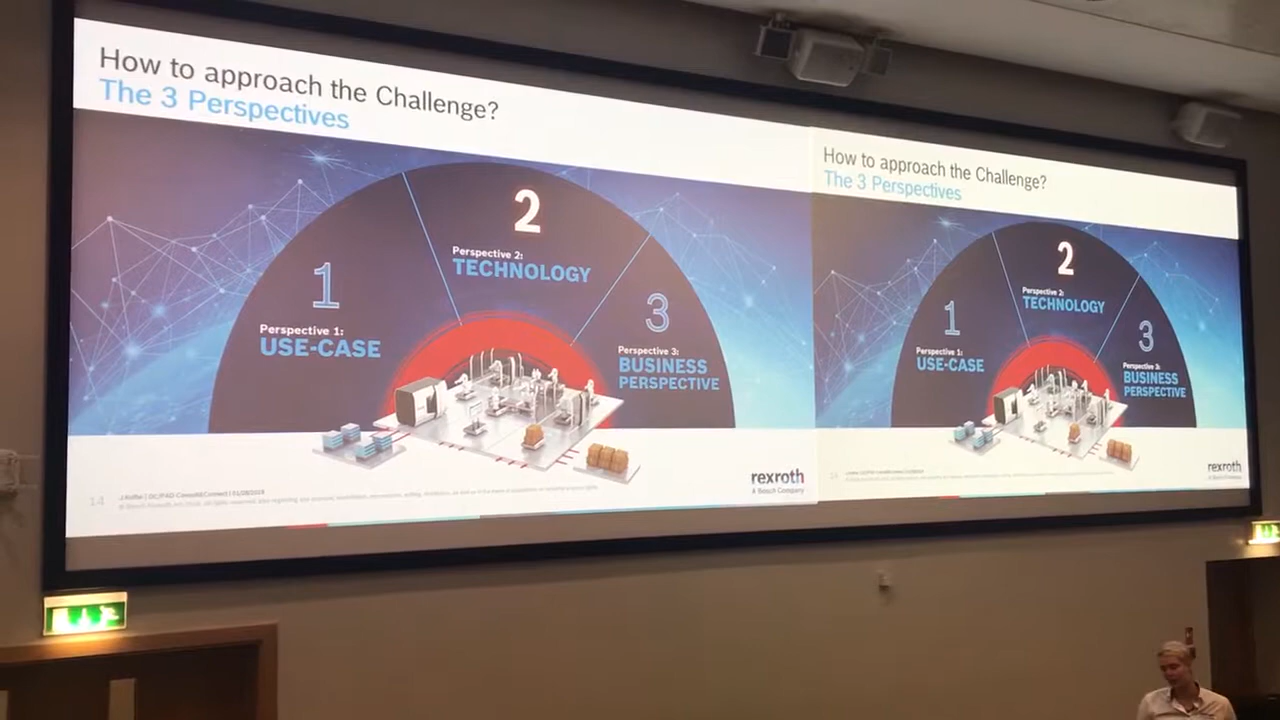 How to approach the Challenge?
The 3 Perspectives
1
Perspective 1:
USE-CASE
2
Perspective 2:
TECHNOLOGY
3
Perspective 3:
BUSINESS
PERSPECTIVE
14
rexroth
A Bosch Company
How to approach the Challenge?
The 3 Perspectives
1
Perspective 1:
USE-CASE
2
Perspective 2:
TECHNOLOGY
3
Perspective 3:
BUSINESS
PERSPECTIVE
14
rexroth
A Bosch Company